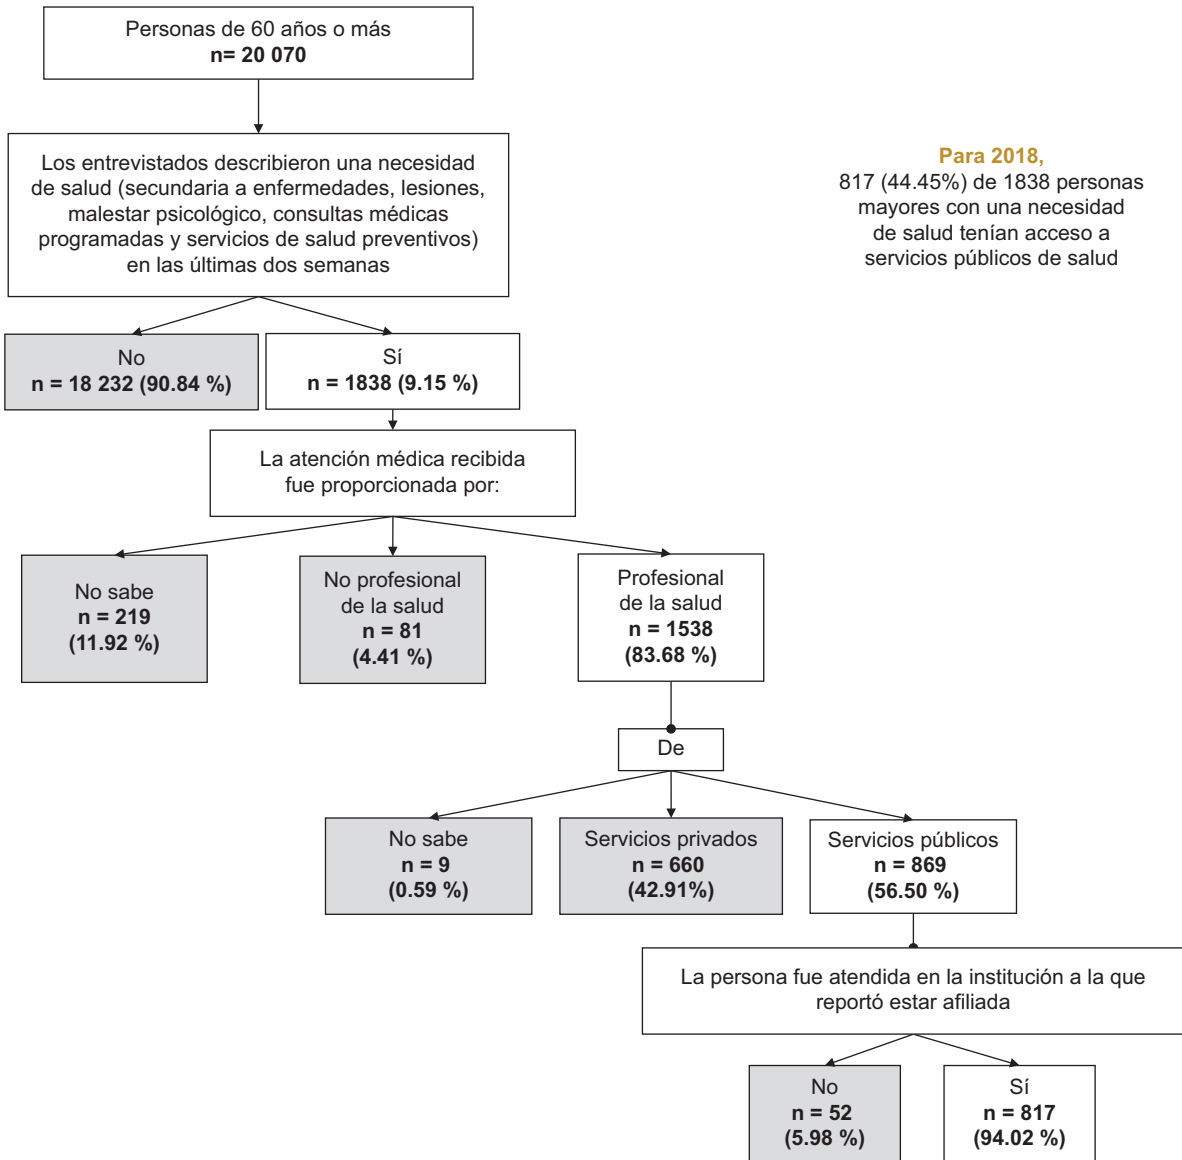 Personas de 60 años o más
n= 20 070
Los entrevistados describieron una necesidad
de salud (secundaria a enfermedades, lesiones,
malestar psicológico, consultas médicas
programadas y servicios de salud preventivos)
en las últimas dos semanas
Para 2018,
817 (44.45%) de 1838 personas
mayores con una necesidad
de salud tenían acceso a
servicios públicos de salud
No
n = 18 232 (90.84 %)
Sí
n = 1838 (9.15 %)
La atención médica recibida
fue proporcionada por:
No sabe
n = 219
(11.92 %)
No profesional
de la salud
n = 81
(4.41 %)
Profesional
de la salud
n = 1538
(83.68 %)
De
No sabe
n = 9
(0.59 %)
Servicios privados
n = 660
(42.91%)
Servicios públicos
n = 869
(56.50 %)
La persona fue atendida en la institución a la que
reportó estar afiliada
No
n = 52
(5.98 %)
Sí
n = 817
(94.02 %)